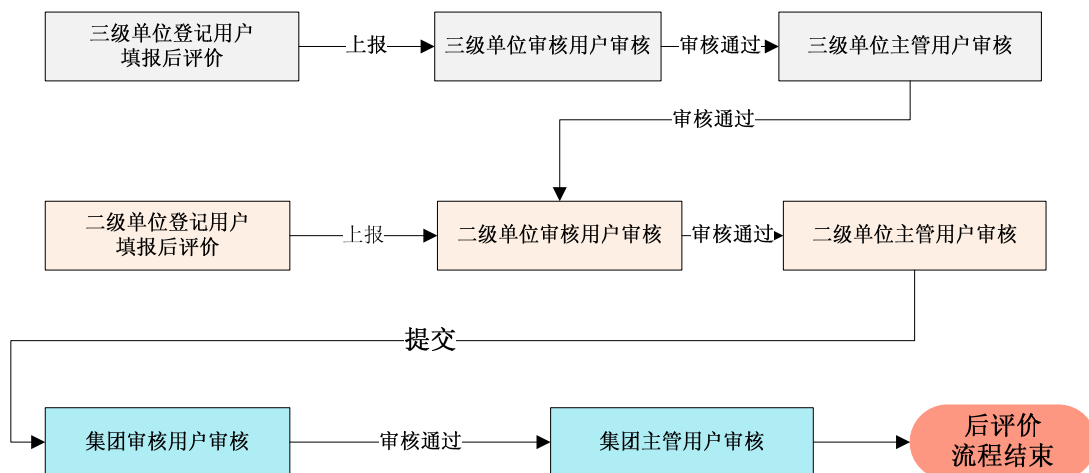 三级单位登记用户
填报后评价
上报
三级单位审核用户审核
审核通过
三级单位主管用户审核
审核通过
二级单位登记用户
填报后评价
上报
二级单位审核用户审核
审核通过
二级单位主管用户审核
提交
集团审核用户审核
审核通过
集团主管用户审核
后评价
流程结束